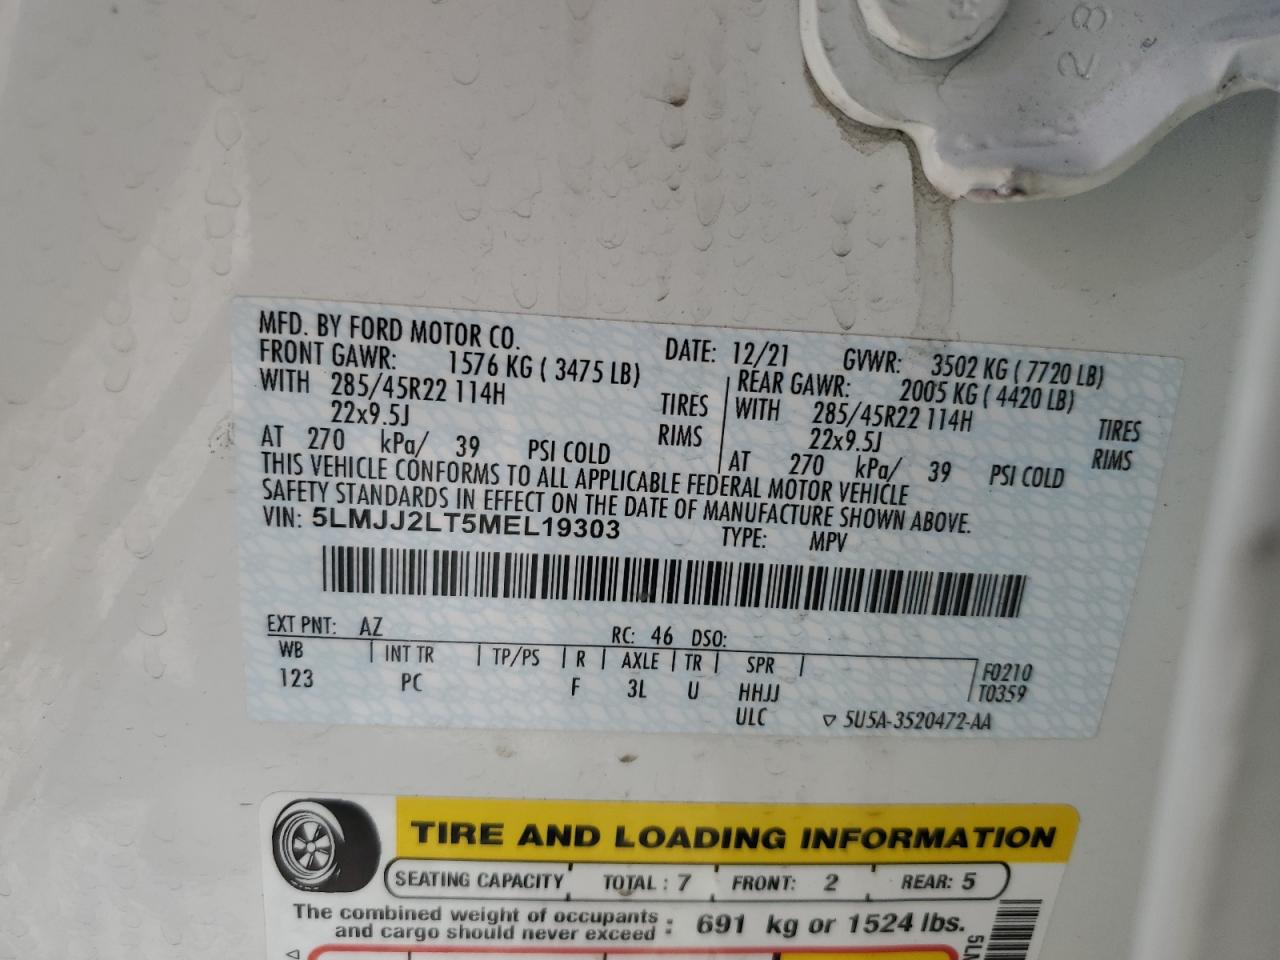 28
MFD. BY FORD MOTOR CO. DATE: 12/21 GVWR: 3502 KG ( 7720 LB)
FRONT GAWR: 1576 KG ( 3475 LB) REAR GAWR: 2005 KG ( 4420 LB)
WITH 285/45R22 114H TIRES WITH 285/45R22 114H TIRES
22x9.5J RIMS 22x9.5J RIMS
AT 270 kPa/ 39 PSI COLD AT 270 kPa/ 39 PSI COLD
THIS VEHICLE CONFORMS TO ALL APPLICABLE FEDERAL MOTOR VEHICLE
SAFETY STANDARDS IN EFFECT ON THE DATE OF MANUFACTURE SHOWN ABOVE.
VIN: 5LMJJ2LT5MEL19303 TYPE: MPV
EXT PNT: AZ RC: 46 DSO:
WB INT TR TP/PS R AXLE TR SPR F0210
123 PC F 3L U HHJJ T0359
ULC 5U5A-3520472-AA
TIRE AND LOADING INFORMATION
SEATING CAPACITY TOTAL : 7 FRONT: 2 REAR: 5
The combined weight of occupants
and cargo should never exceed : 691 kg or 1524 lbs.